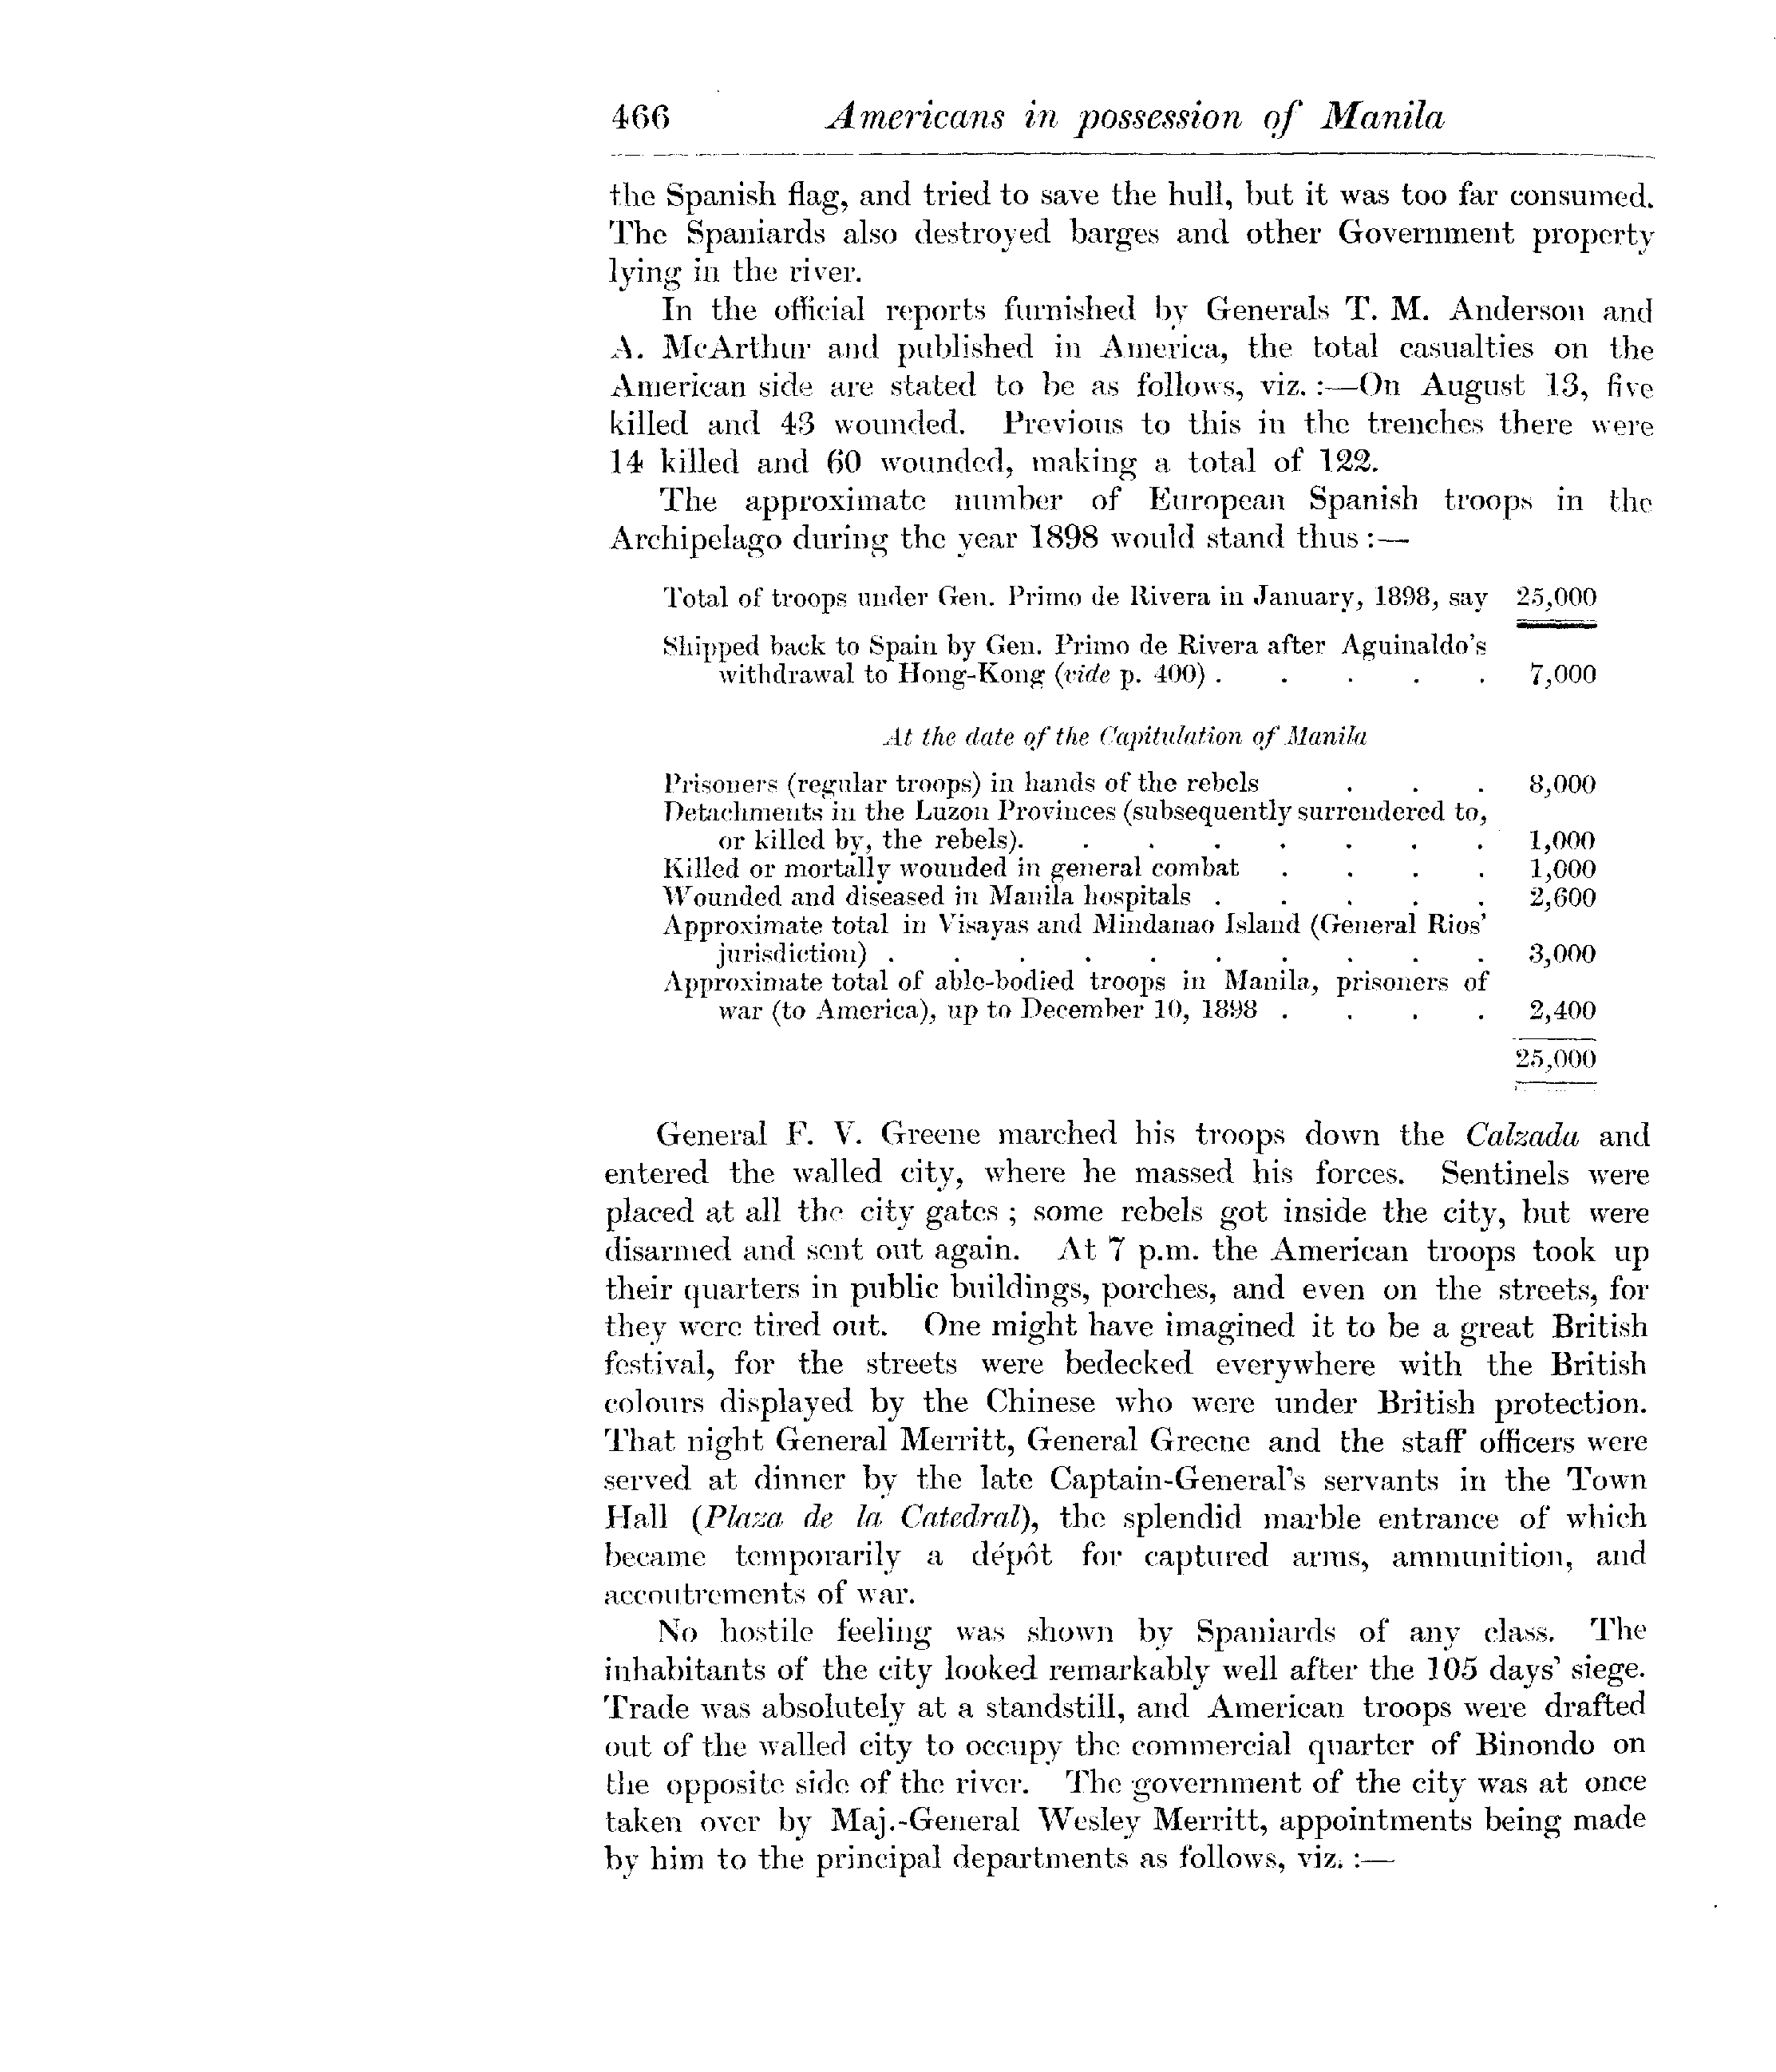 466 Americans in possession of Manila
the Spanish flag, and tried to save the hull, but it was too far consumed.
The Spaniards also destroyed barges and other Government property
lying in the river.
In the official reports furnished by Generals T. M. Anderson and
A. McArthur and published in America, the total casualties on the
American side are stated to be as follows, viz. :—On August 13, five
killed and 43 wounded. Previous to this in the trenches there were
14 killed and 60 wounded, making a total of 122.
The approximate number of European Spanish troops in the
Archipelago during the year 1898 would stand thus :—
Total of troops under Gen. Primo de Rivera in January, 1898, say 25,000
Shipped back to Spain by Gen. Primo de Rivera after Aguinaldo's
withdrawal to Hong-Kong (vide p. 400) . . . . . 7,000
At the date of the Capitulation of Manila
Prisoners (regular troops) in hands of the rebels . . . 8,000
Detachments in the Luzon Provinces (subsequently surrendered to,
or killed by, the rebels). . . . . . . . 1,000
Killed or mortally wounded in general combat . . . . 1,000
Wounded and diseased in Manila hospitals . . . . . 2,600
Approximate total in Visayas and Mindanao Island (General Rios'
jurisdiction) . . . . . . . . . . 3,000
Approximate total of able-bodied troops in Manila, prisoners of
war (to America), up to December 10, 1898 . . . . 2,400
25,000
General F. V. Greene marched his troops down the Calzada and
entered the walled city, where he massed his forces. Sentinels were
placed at all the city gates ; some rebels got inside the city, but were
disarmed and sent out again. At 7 p.m. the American troops took up
their quarters in public buildings, porches, and even on the streets, for
they were tired out. One might have imagined it to be a great British
festival, for the streets were bedecked everywhere with the British
colours displayed by the Chinese who were under British protection.
That night General Merritt, General Greene and the staff officers were
served at dinner by the late Captain-General's servants in the Town
Hall (Plaza de la Catedral), the splendid marble entrance of which
became temporarily a dépôt for captured arms, ammunition, and
accoutrements of war.
No hostile feeling was shown by Spaniards of any class. The
inhabitants of the city looked remarkably well after the 105 days' siege.
Trade was absolutely at a standstill, and American troops were drafted
out of the walled city to occupy the commercial quarter of Binondo on
the opposite side of the river. The government of the city was at once
taken over by Maj.-General Wesley Merritt, appointments being made
by him to the principal departments as follows, viz. :—